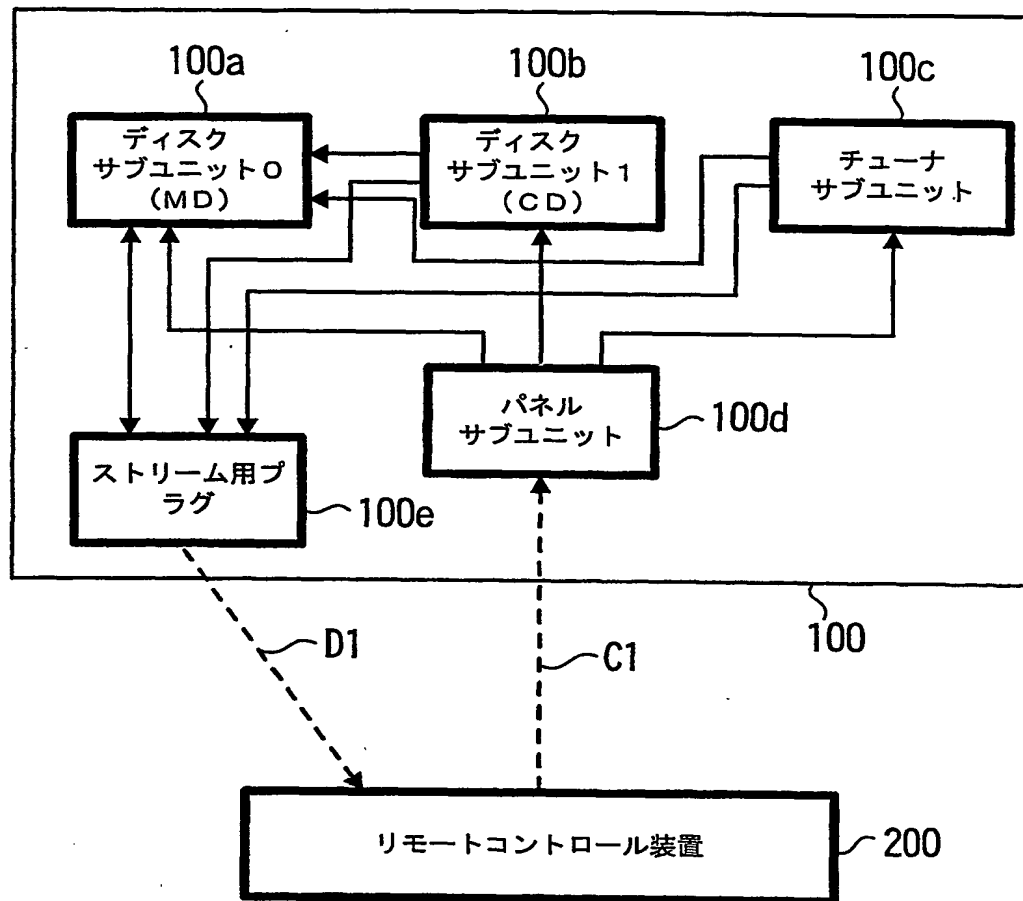 100a
100b
100c
ディスク
サブユニット0
(MD)
ディスク
サブユニット1
(CD)
チューナ
サブユニット
パネル
サブユニット
100d
ストリーム用プ
ラグ
100e
100
D1
C1
リモートコントロール装置
200